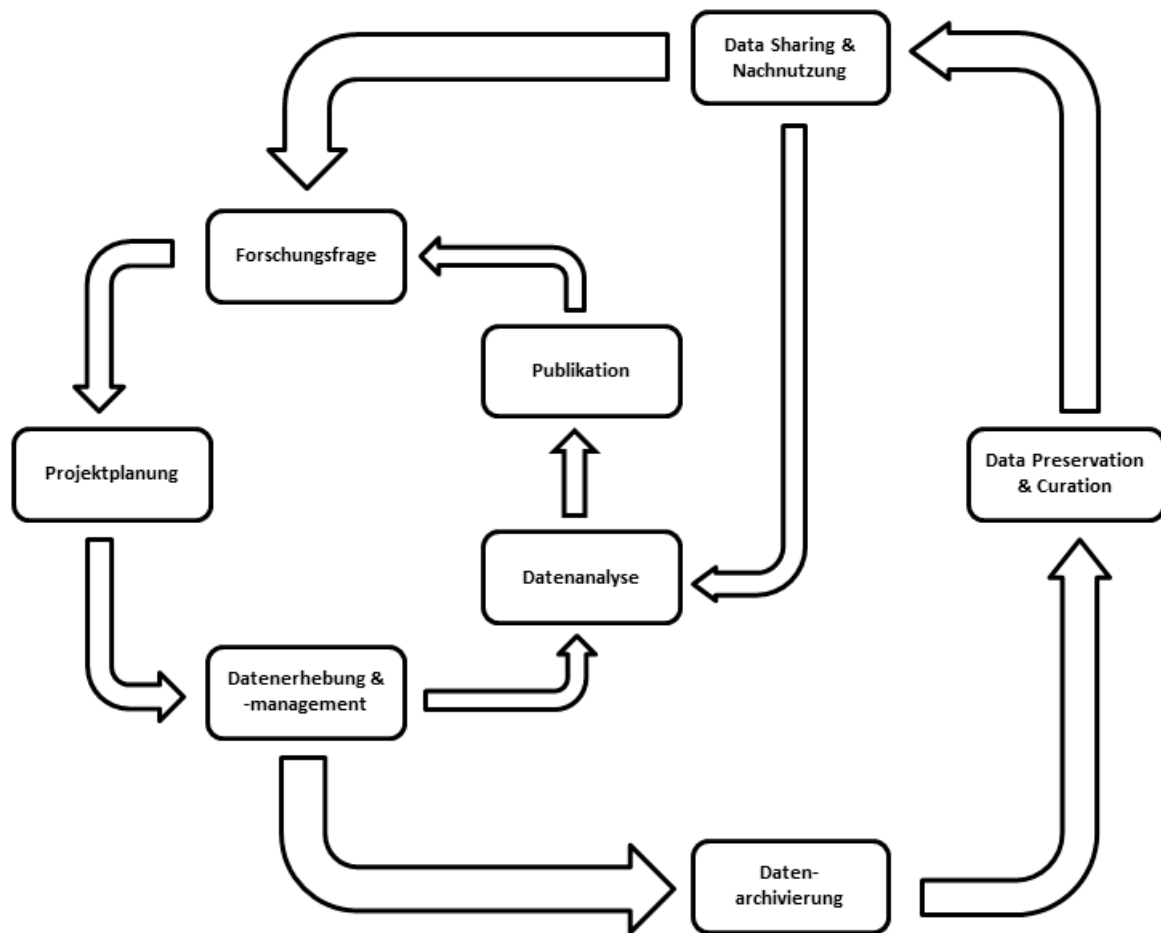 Data Sharing &
Nachnutzung
Forschungsfrage
Publikation
Projektplanung
Data Preservation
& Curation
Datenanalyse
Datenerhebung &
-management
Daten-
archivierung